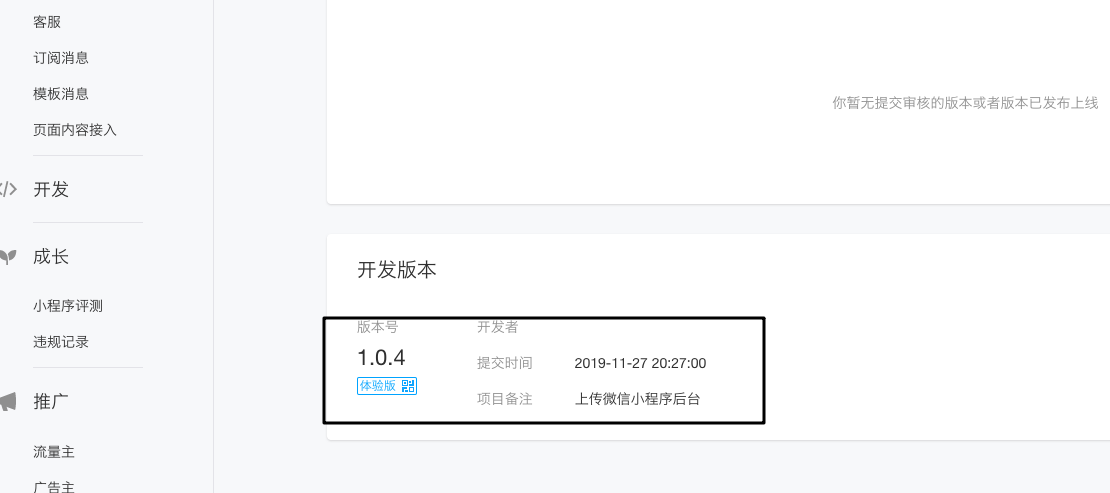 客服
订阅消息
模板消息
页面内容接入
开发
成长
小程序评测
违规记录
推广
流量主
广告主
你暂无提交审核的版本或者版本已发布上线
开发版本
版本号
1.0.4
体验版
开发者
提交时间 2019-11-27 20:27:00
项目备注 上传微信小程序后台